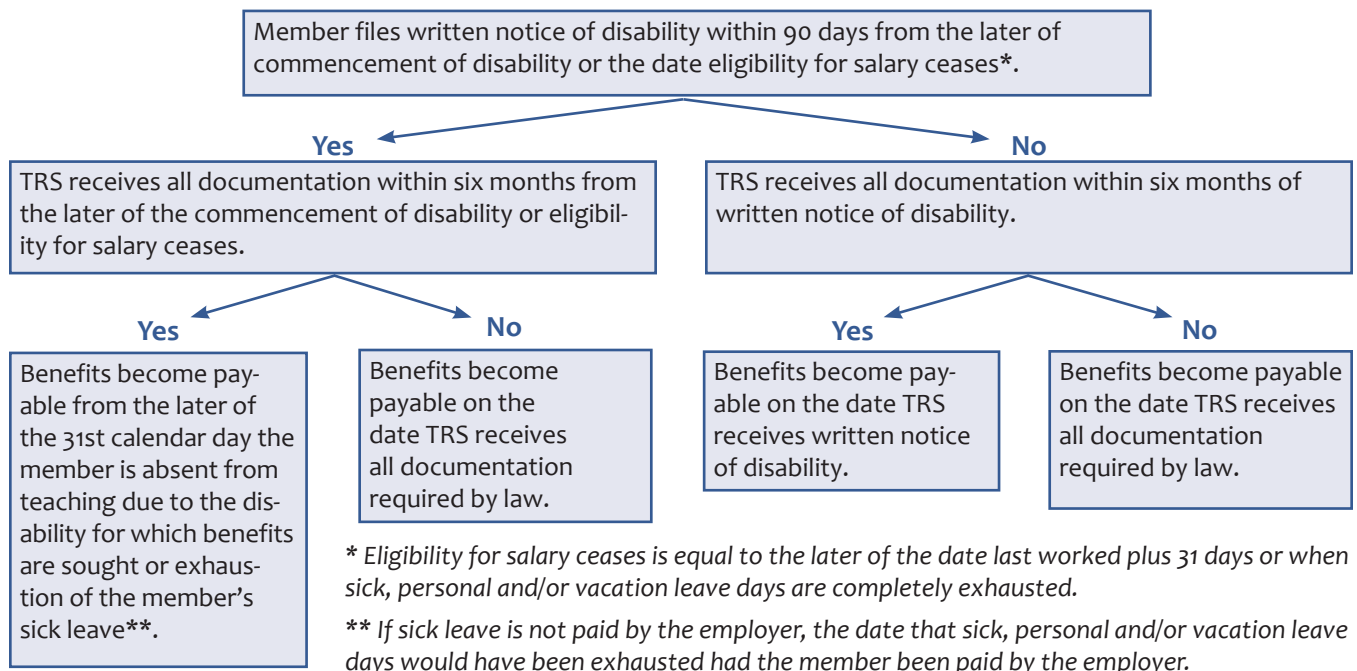 Member files written notice of disability within 90 days from the later of
commencement of disability or the date eligibility for salary ceases*.
Yes
No
TRS receives all documentation within six months from
the later of the commencement of disability or eligibil-
ity for salary ceases.
TRS receives all documentation within six months of
written notice of disability.
Yes
No
Yes
No
Benefits become pay-
able from the later of
the 31st calendar day the
member is absent from
teaching due to the dis-
ability for which benefits
are sought or exhaus-
tion of the member's
sick leave**.
Benefits become
payable on the
date TRS receives
all documentation
required by law.
Benefits become pay-
able on the date TRS
receives written notice
of disability.
Benefits become payable
on the date TRS receives
all documentation
required by law.
* Eligibility for salary ceases is equal to the later of the date last worked plus 31 days or when
sick, personal and/or vacation leave days are completely exhausted.
** If sick leave is not paid by the employer, the date that sick, personal and/or vacation leave
days would have been exhausted had the member been paid by the employer.